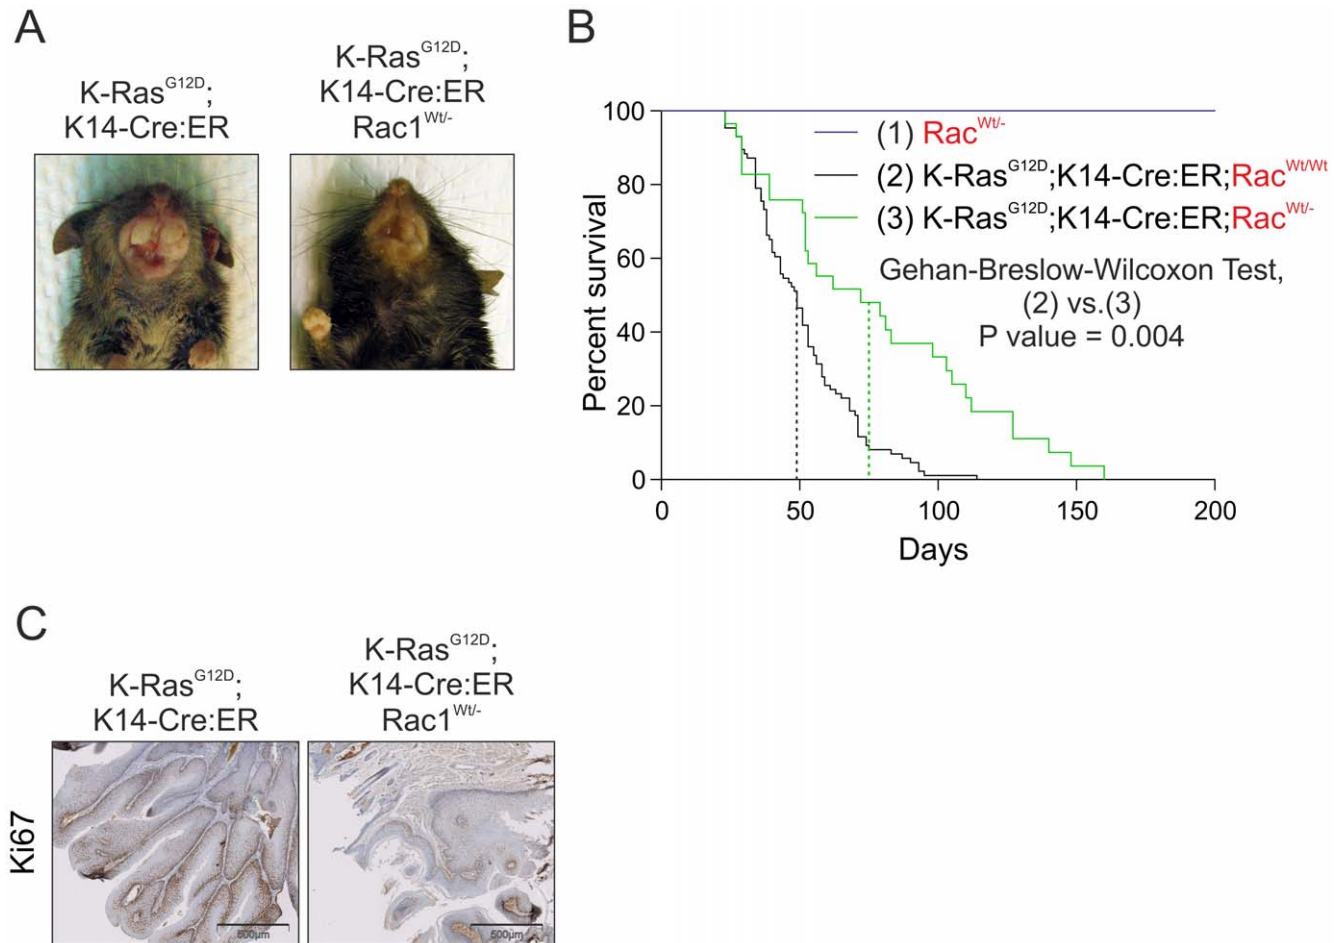 A
K-Ras^G12D;
K14-Cre:ER
K-Ras^G12D;
K14-Cre:ER
Rac1^Wt/-
B
100
80
60
40
20
0
Percent survival
0 50 100 150 200
Days
(1) Rac^Wt/-
(2) K-Ras^G12D;K14-Cre:ER;Rac^Wt/Wt
(3) K-Ras^G12D;K14-Cre:ER;Rac^Wt/-
Gehan-Breslow-Wilcoxon Test,
(2) vs.(3)
P value = 0.004
C
K-Ras^G12D;
K14-Cre:ER
K-Ras^G12D;
K14-Cre:ER
Rac1^Wt/-
Ki67
500µm
500µm